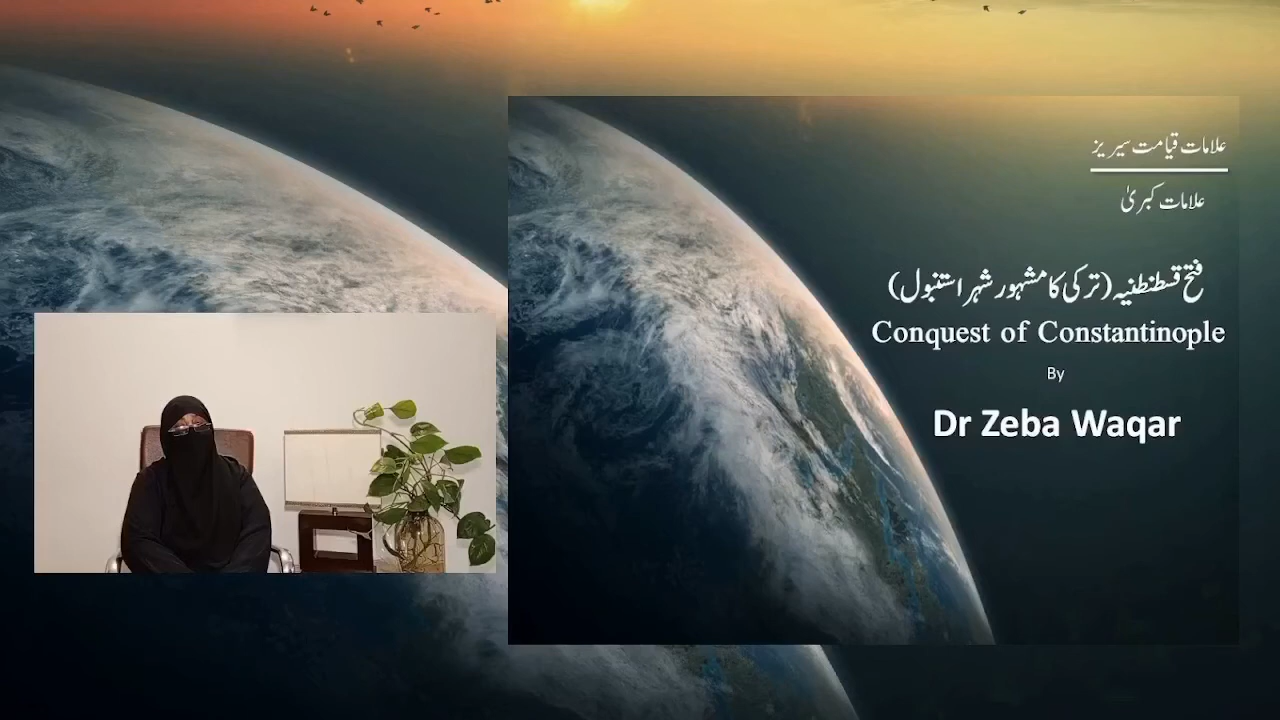 علامات قیامت سیریز
علامات کبریٰ
فتح قسطنطنیہ (ترکی کا مشہور شہر استنبول)
Conquest of Constantinople
By
Dr Zeba Waqar